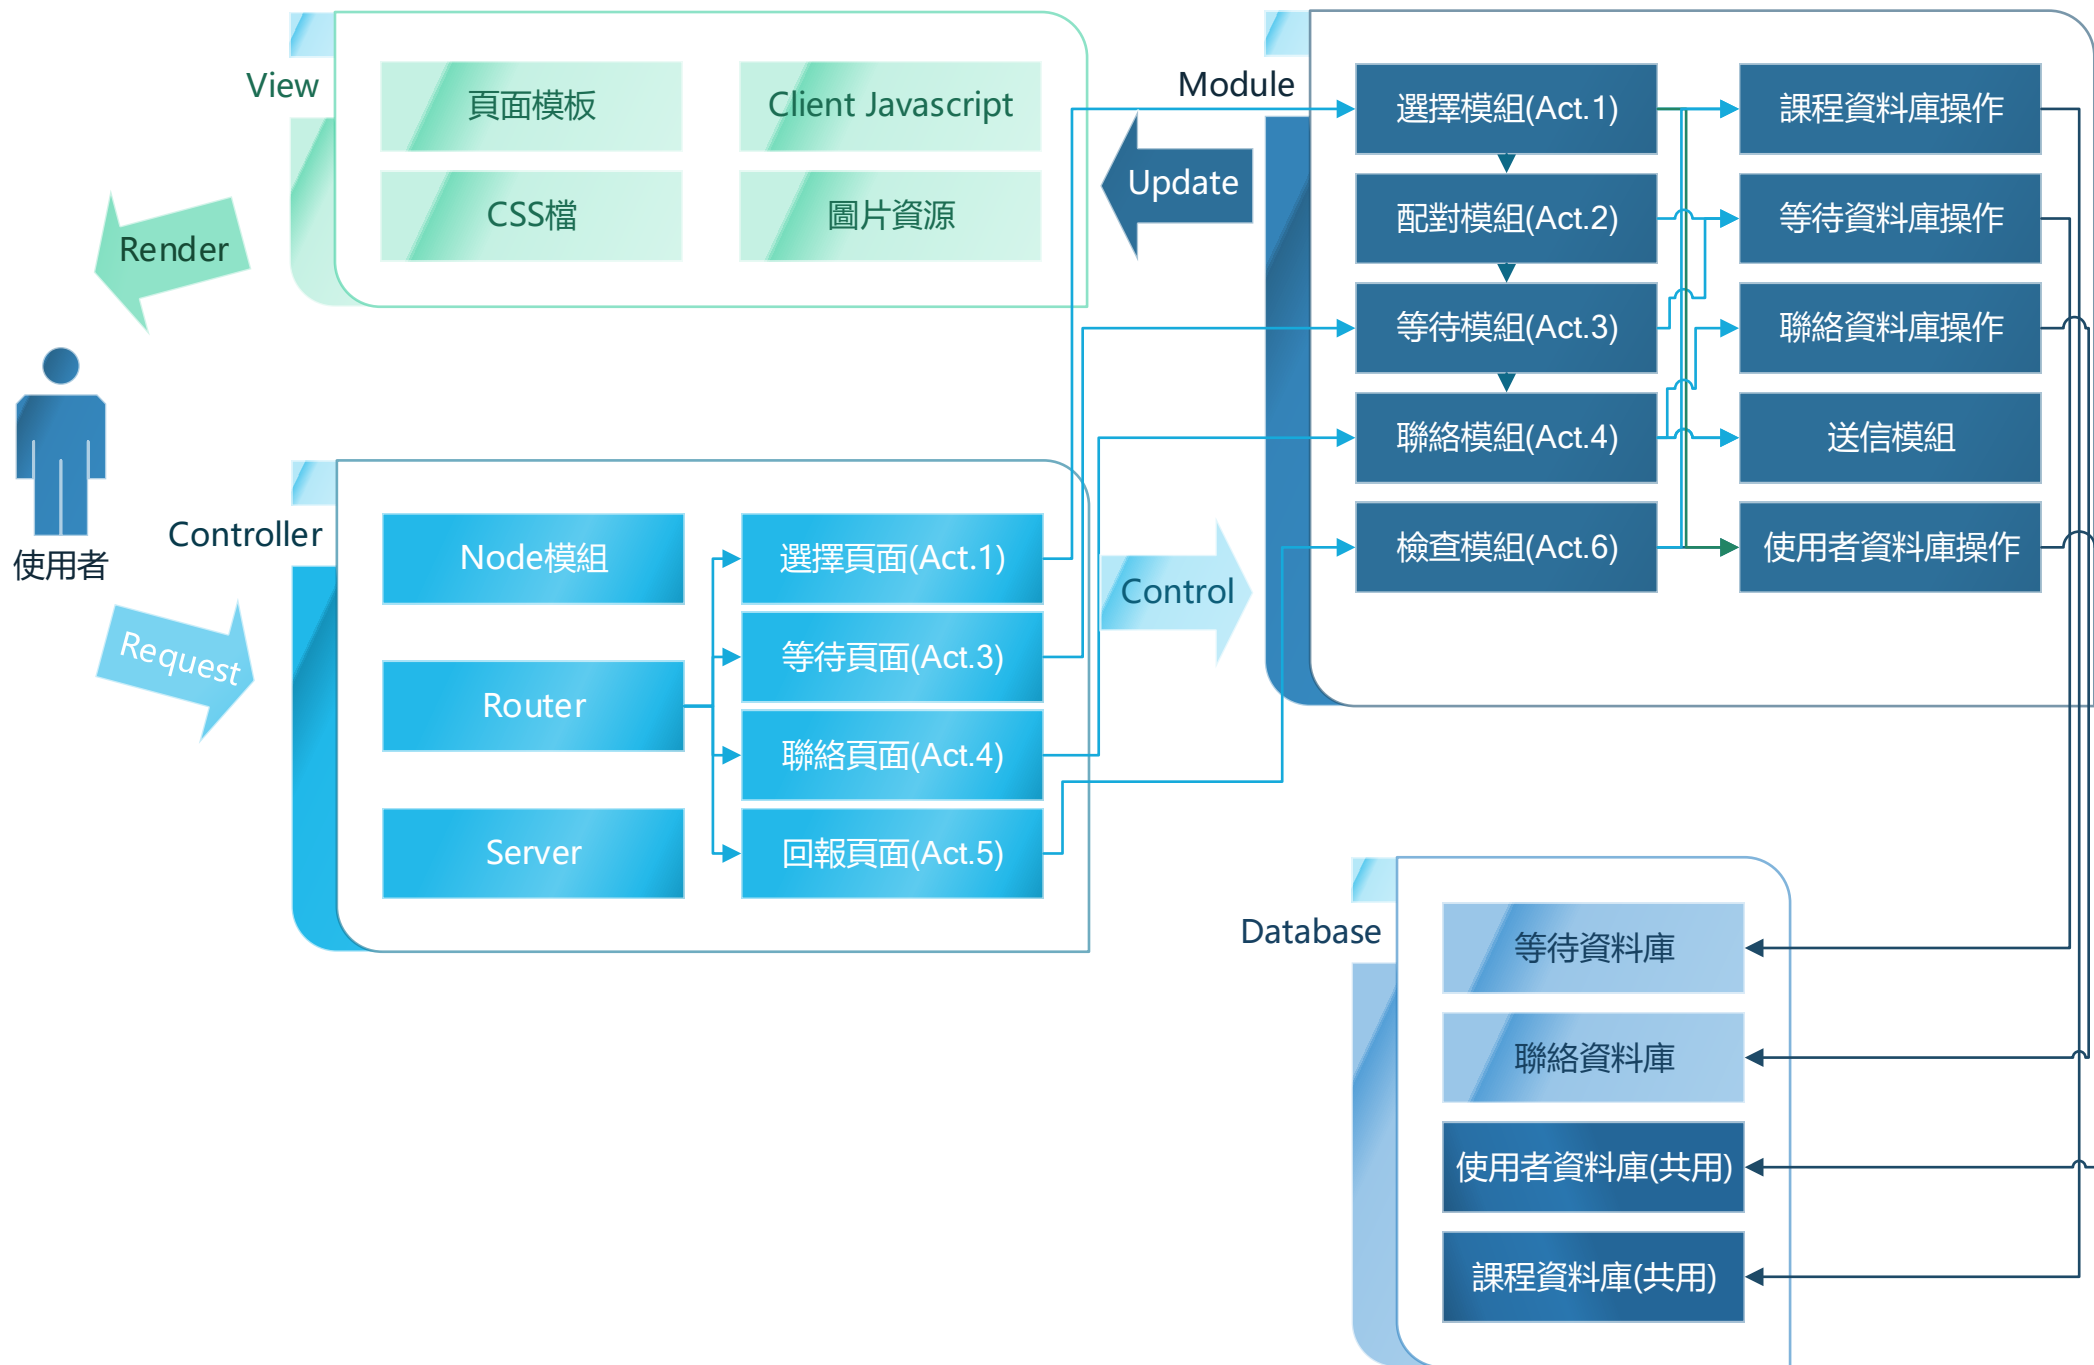 View
頁面模板
Client Javascript
CSS檔
圖片資源
Render
使用者
Request
Controller
Node模組
Router
Server
選擇頁面(Act.1)
等待頁面(Act.3)
聯絡頁面(Act.4)
回報頁面(Act.5)
Update
Control
Module
選擇模組(Act.1)
配對模組(Act.2)
等待模組(Act.3)
聯絡模組(Act.4)
檢查模組(Act.6)
課程資料庫操作
等待資料庫操作
聯絡資料庫操作
送信模組
使用者資料庫操作
Database
等待資料庫
聯絡資料庫
使用者資料庫(共用)
課程資料庫(共用)